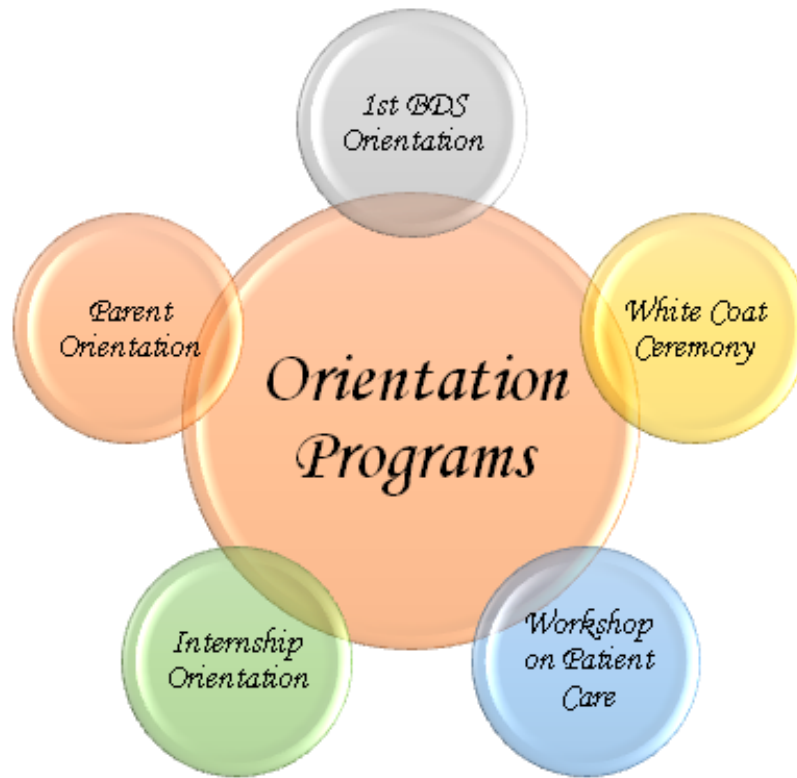 1st BDS
Orientation
Parent
Orientation
White Coat
Ceremony
Orientation
Programs
Internship
Orientation
Workshop
on Patient
Care